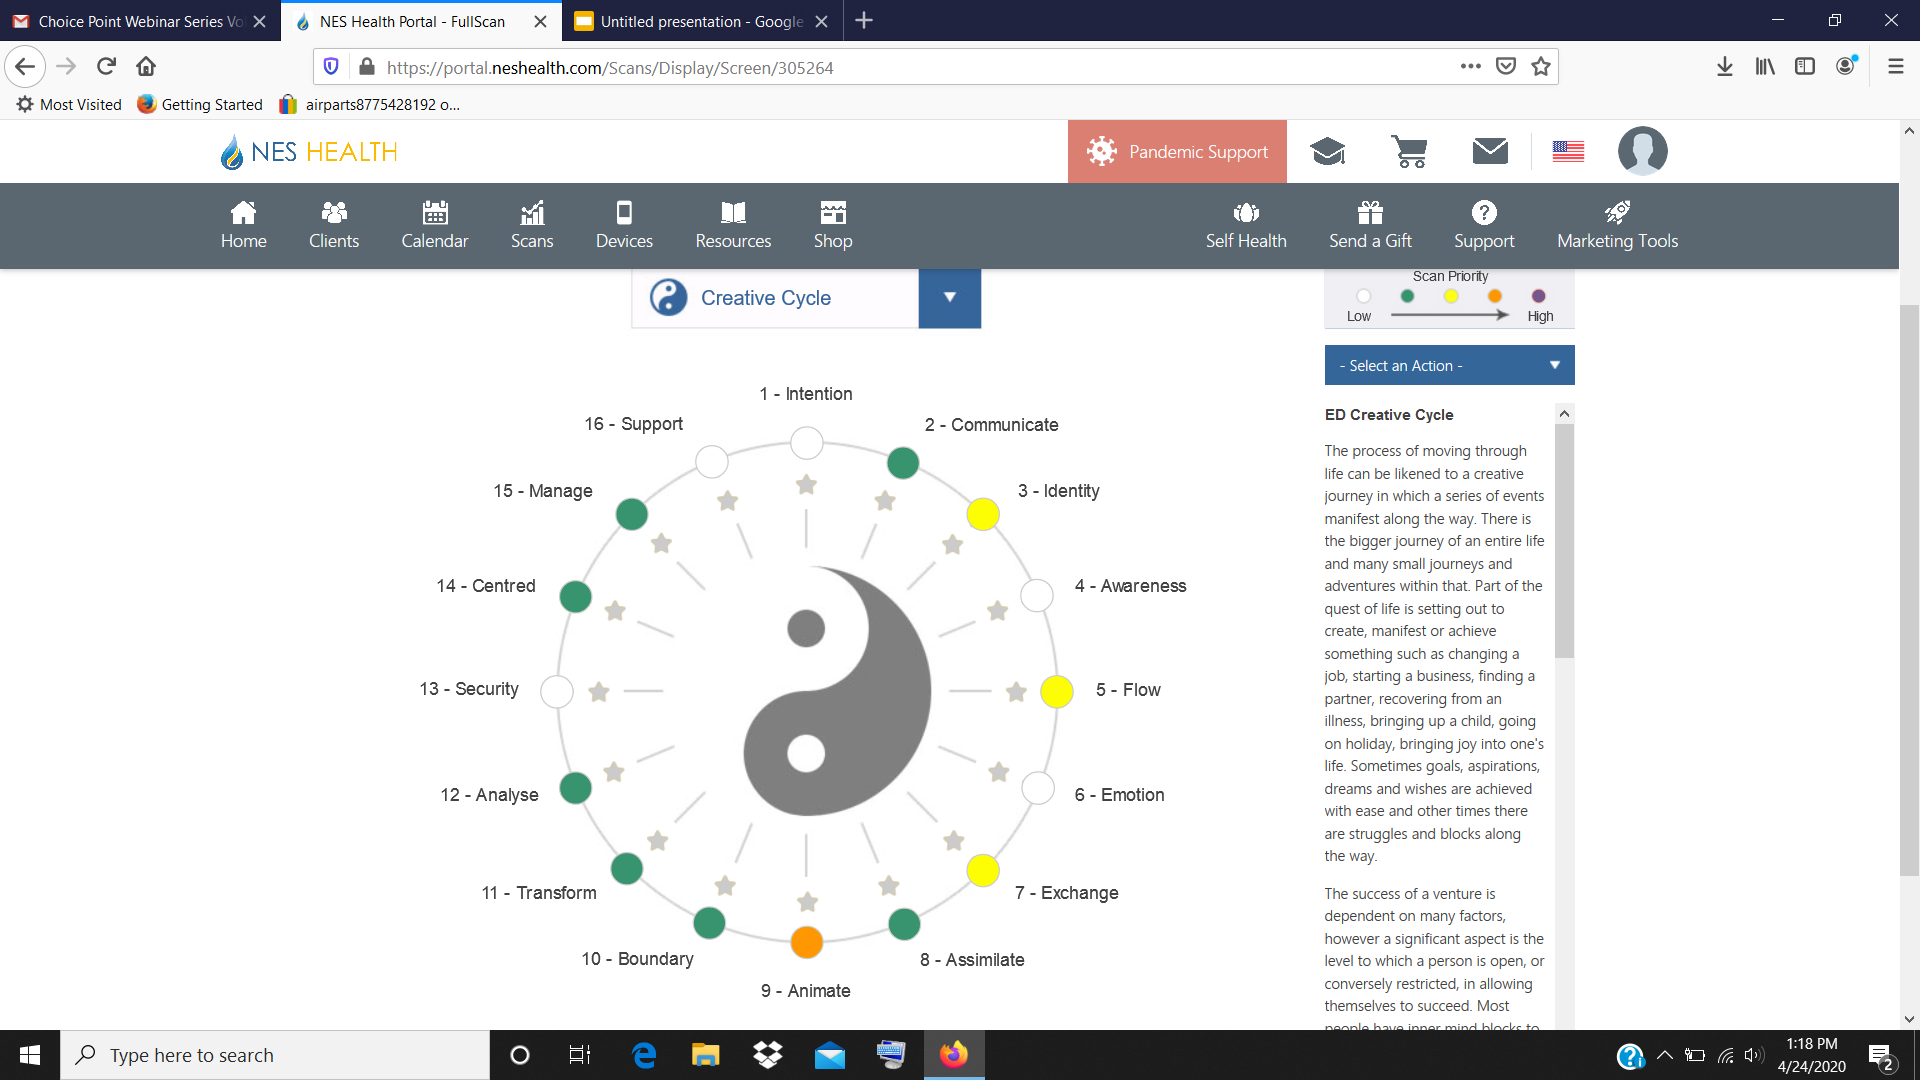 Choice Point Webinar Series Vo
NES Health Portal - FullScan
Untitled presentation - Google
https://portal.neshealth.com/Scans/Display/Screen/305264
Most Visited
Getting Started
airparts8775428192 o...
NES HEALTH
Pandemic Support
Home
Clients
Calendar
Scans
Devices
Resources
Shop
Self Health
Send a Gift
Support
Marketing Tools
Creative Cycle
Scan Priority
Low
High
- Select an Action -
1 - Intention
2 - Communicate
3 - Identity
4 - Awareness
5 - Flow
6 - Emotion
7 - Exchange
8 - Assimilate
9 - Animate
10 - Boundary
11 - Transform
12 - Analyse
13 - Security
14 - Centred
15 - Manage
16 - Support
ED Creative Cycle
The process of moving through
life can be likened to a creative
journey in which a series of events
manifest along the way. There is
the bigger journey of an entire life
and many small journeys and
adventures within that. Part of the
quest of life is setting out to
create, manifest or achieve
something such as changing a
job, starting a business, finding a
partner, recovering from an
illness, bringing up a child, going
on holiday, bringing joy into one's
life. Sometimes goals, aspirations,
dreams and wishes are achieved
with ease and other times there
are struggles and blocks along
the way.
The success of a venture is
dependent on many factors,
however a significant aspect is the
level to which a person is open, or
conversely restricted, in allowing
themselves to succeed. Most
people have inner mind blocks to
Type here to search
1:18 PM
4/24/2020
2